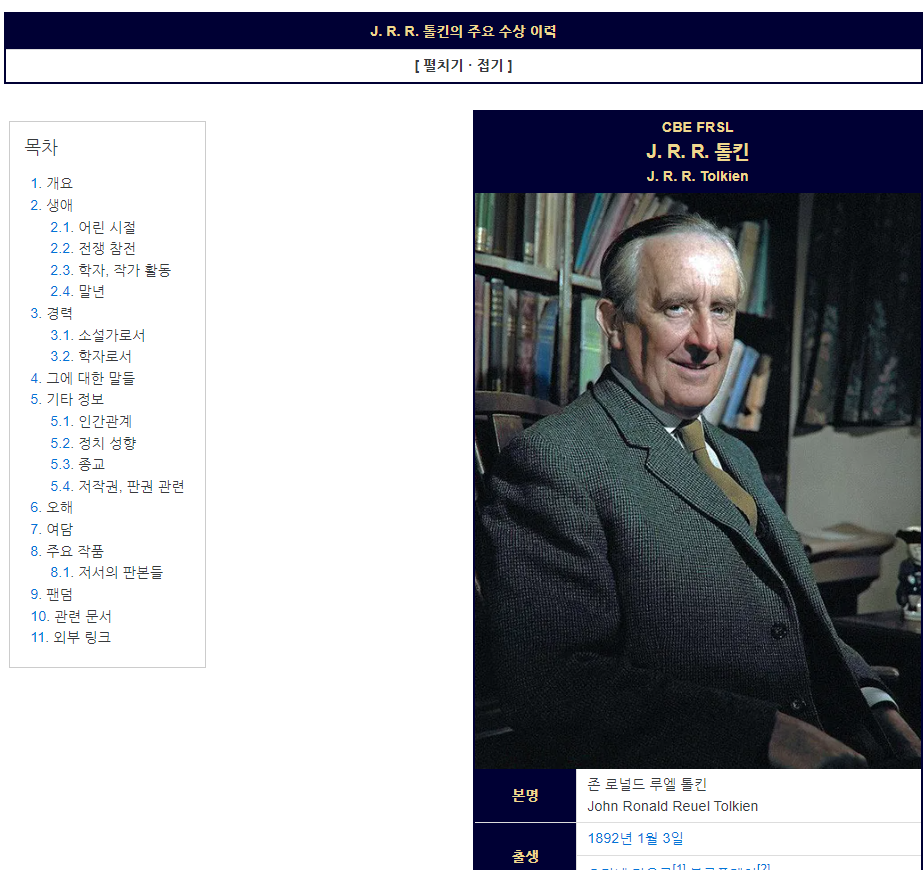 J. R. R. 톨킨의 주요 수상 이력
[ 펼치기 · 접기 ]
목차
1. 개요
2. 생애
2.1. 어린 시절
2.2. 전쟁 참전
2.3. 학자, 작가 활동
2.4. 말년
3. 경력
3.1. 소설가로서
3.2. 학자로서
4. 그에 대한 말들
5. 기타 정보
5.1. 인간관계
5.2. 정치 성향
5.3. 종교
5.4. 저작권, 판권 관련
6. 오해
7. 여담
8. 주요 작품
8.1. 저서의 판본들
9. 팬덤
10. 관련 문서
11. 외부 링크
CBE FRSL
J. R. R. 톨킨
J. R. R. Tolkien
본명
존 로널드 루엘 톨킨
John Ronald Reuel Tolkien
출생
1892년 1월 3일
[1] [2]